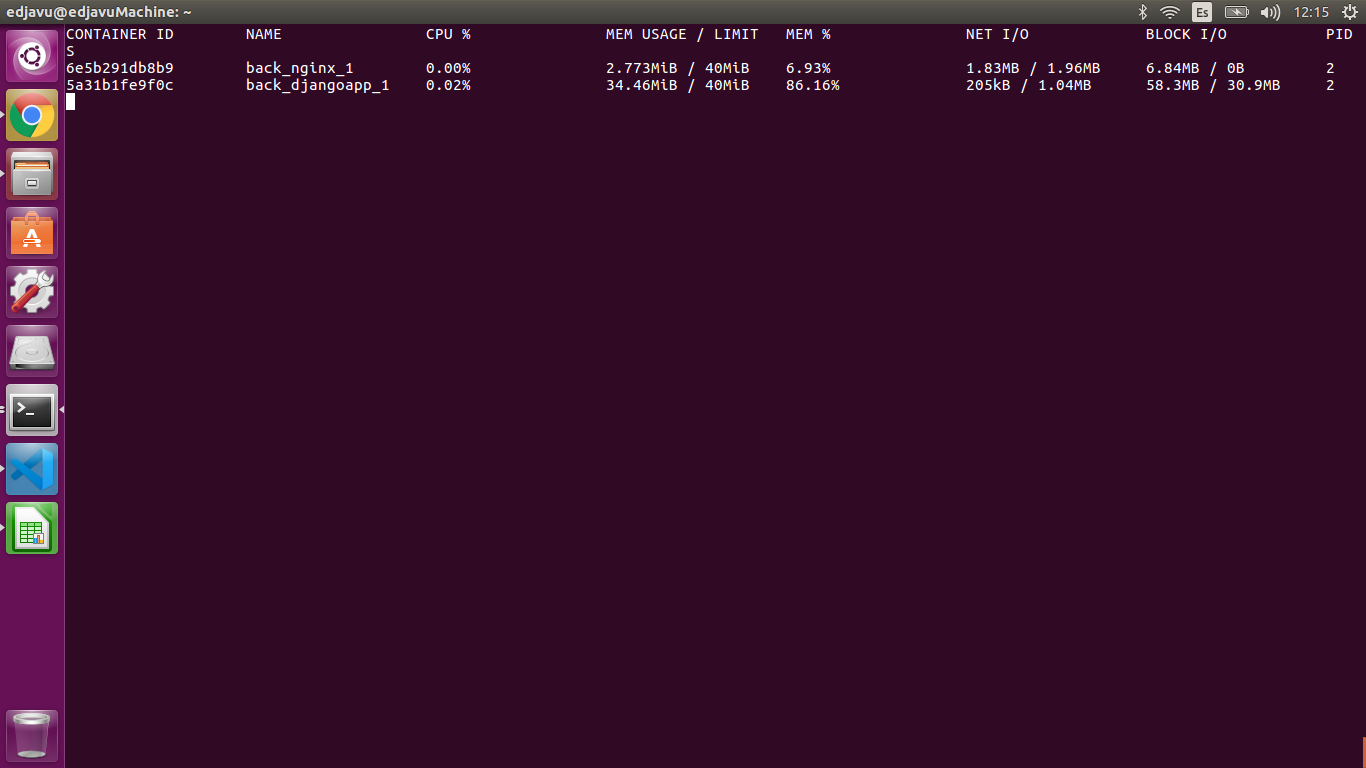 edjavu@edjavuMachine: ~ Es 12:15
CONTAINER ID NAME CPU % MEM USAGE / LIMIT MEM % NET I/O BLOCK I/O PID
S
6e5b291db8b9 back_nginx_1 0.00% 2.773MiB / 40MiB 6.93% 1.83MB / 1.96MB 6.84MB / 0B 2
5a31b1fe9f0c back_djangoapp_1 0.02% 34.46MiB / 40MiB 86.16% 205kB / 1.04MB 58.3MB / 30.9MB 2